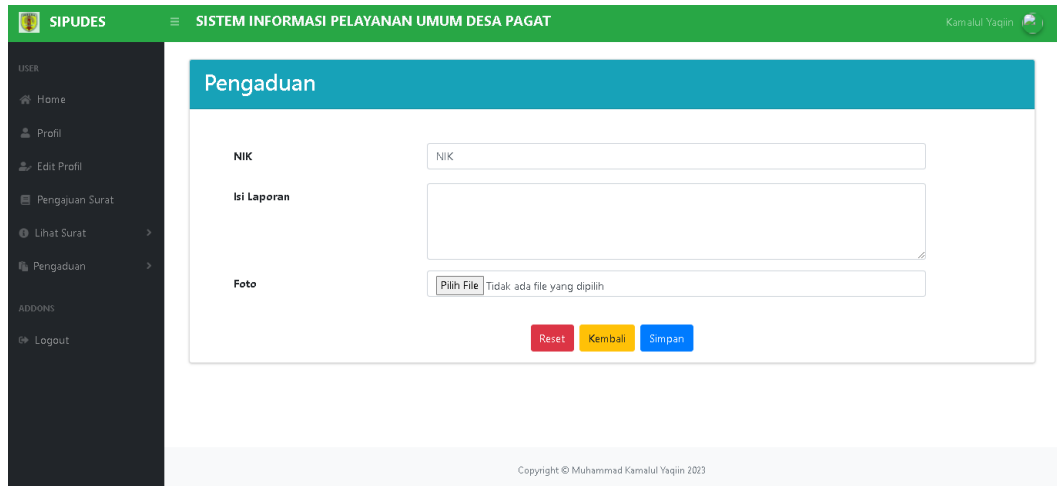 SIPUDES
SISTEM INFORMASI PELAYANAN UMUM DESA PAGAT
Kamalul Yaqiin
USER
Home
Profil
Edit Profil
Pengajuan Surat
Lihat Surat
Pengaduan
ADDONS
Logout
Pengaduan
NIK
NIK
Isi Laporan
Foto
Pilih File Tidak ada file yang dipilih
Reset Kembali Simpan
Copyright © Muhammad Kamalul Yaqiin 2023